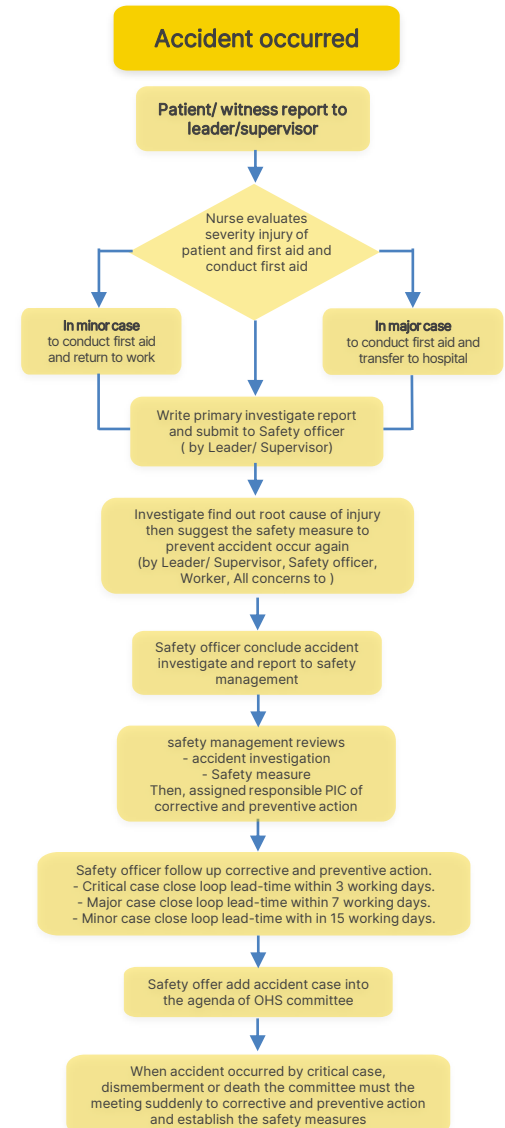 Accident occurred
Patient/ witness report to
leader/supervisor
Nurse evaluates
severity injury of
patient and first aid and
conduct first aid
In minor case
to conduct first aid
and return to work
In major case
to conduct first aid and
transfer to hospital
Write primary investigate report
and submit to Safety officer
( by Leader/ Supervisor)
Investigate find out root cause of injury
then suggest the safety measure to
prevent accident occur again
(by Leader/ Supervisor, Safety officer,
Worker, All concerns to )
Safety officer conclude accident
investigate and report to safety
management
safety management reviews
- accident investigation
- Safety measure
Then, assigned responsible PIC of
corrective and preventive action
Safety officer follow up corrective and preventive action.
- Critical case close loop lead-time within 3 working days.
- Major case close loop lead-time within 7 working days.
- Minor case close loop lead-time with in 15 working days.
Safety offer add accident case into
the agenda of OHS committee
When accident occurred by critical case,
dismemberment or death the committee must the
meeting suddenly to corrective and preventive action
and establish the safety measures